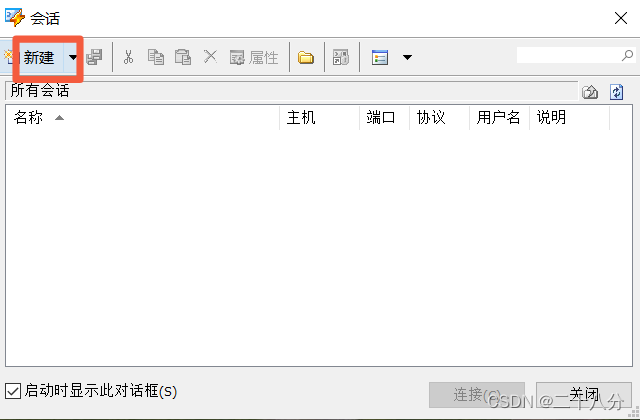 会话
新建
属性
所有会话
名称 主机 端口 协议 用户名 说明
启动时显示此对话框(S)
连接(C) 关闭
CSDN @二十八分